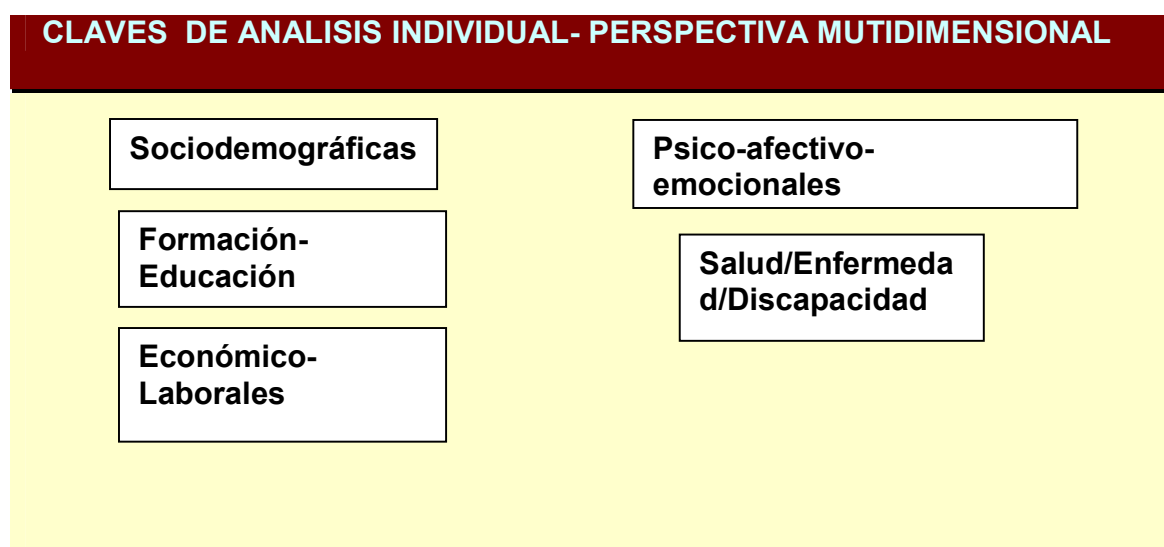 CLAVES DE ANALISIS INDIVIDUAL- PERSPECTIVA MUTIDIMENSIONAL
Sociodemográficas
Formación-
Educación
Económico-
Laborales
Psico-afectivo-
emocionales
Salud/Enfermeda
d/Discapacidad